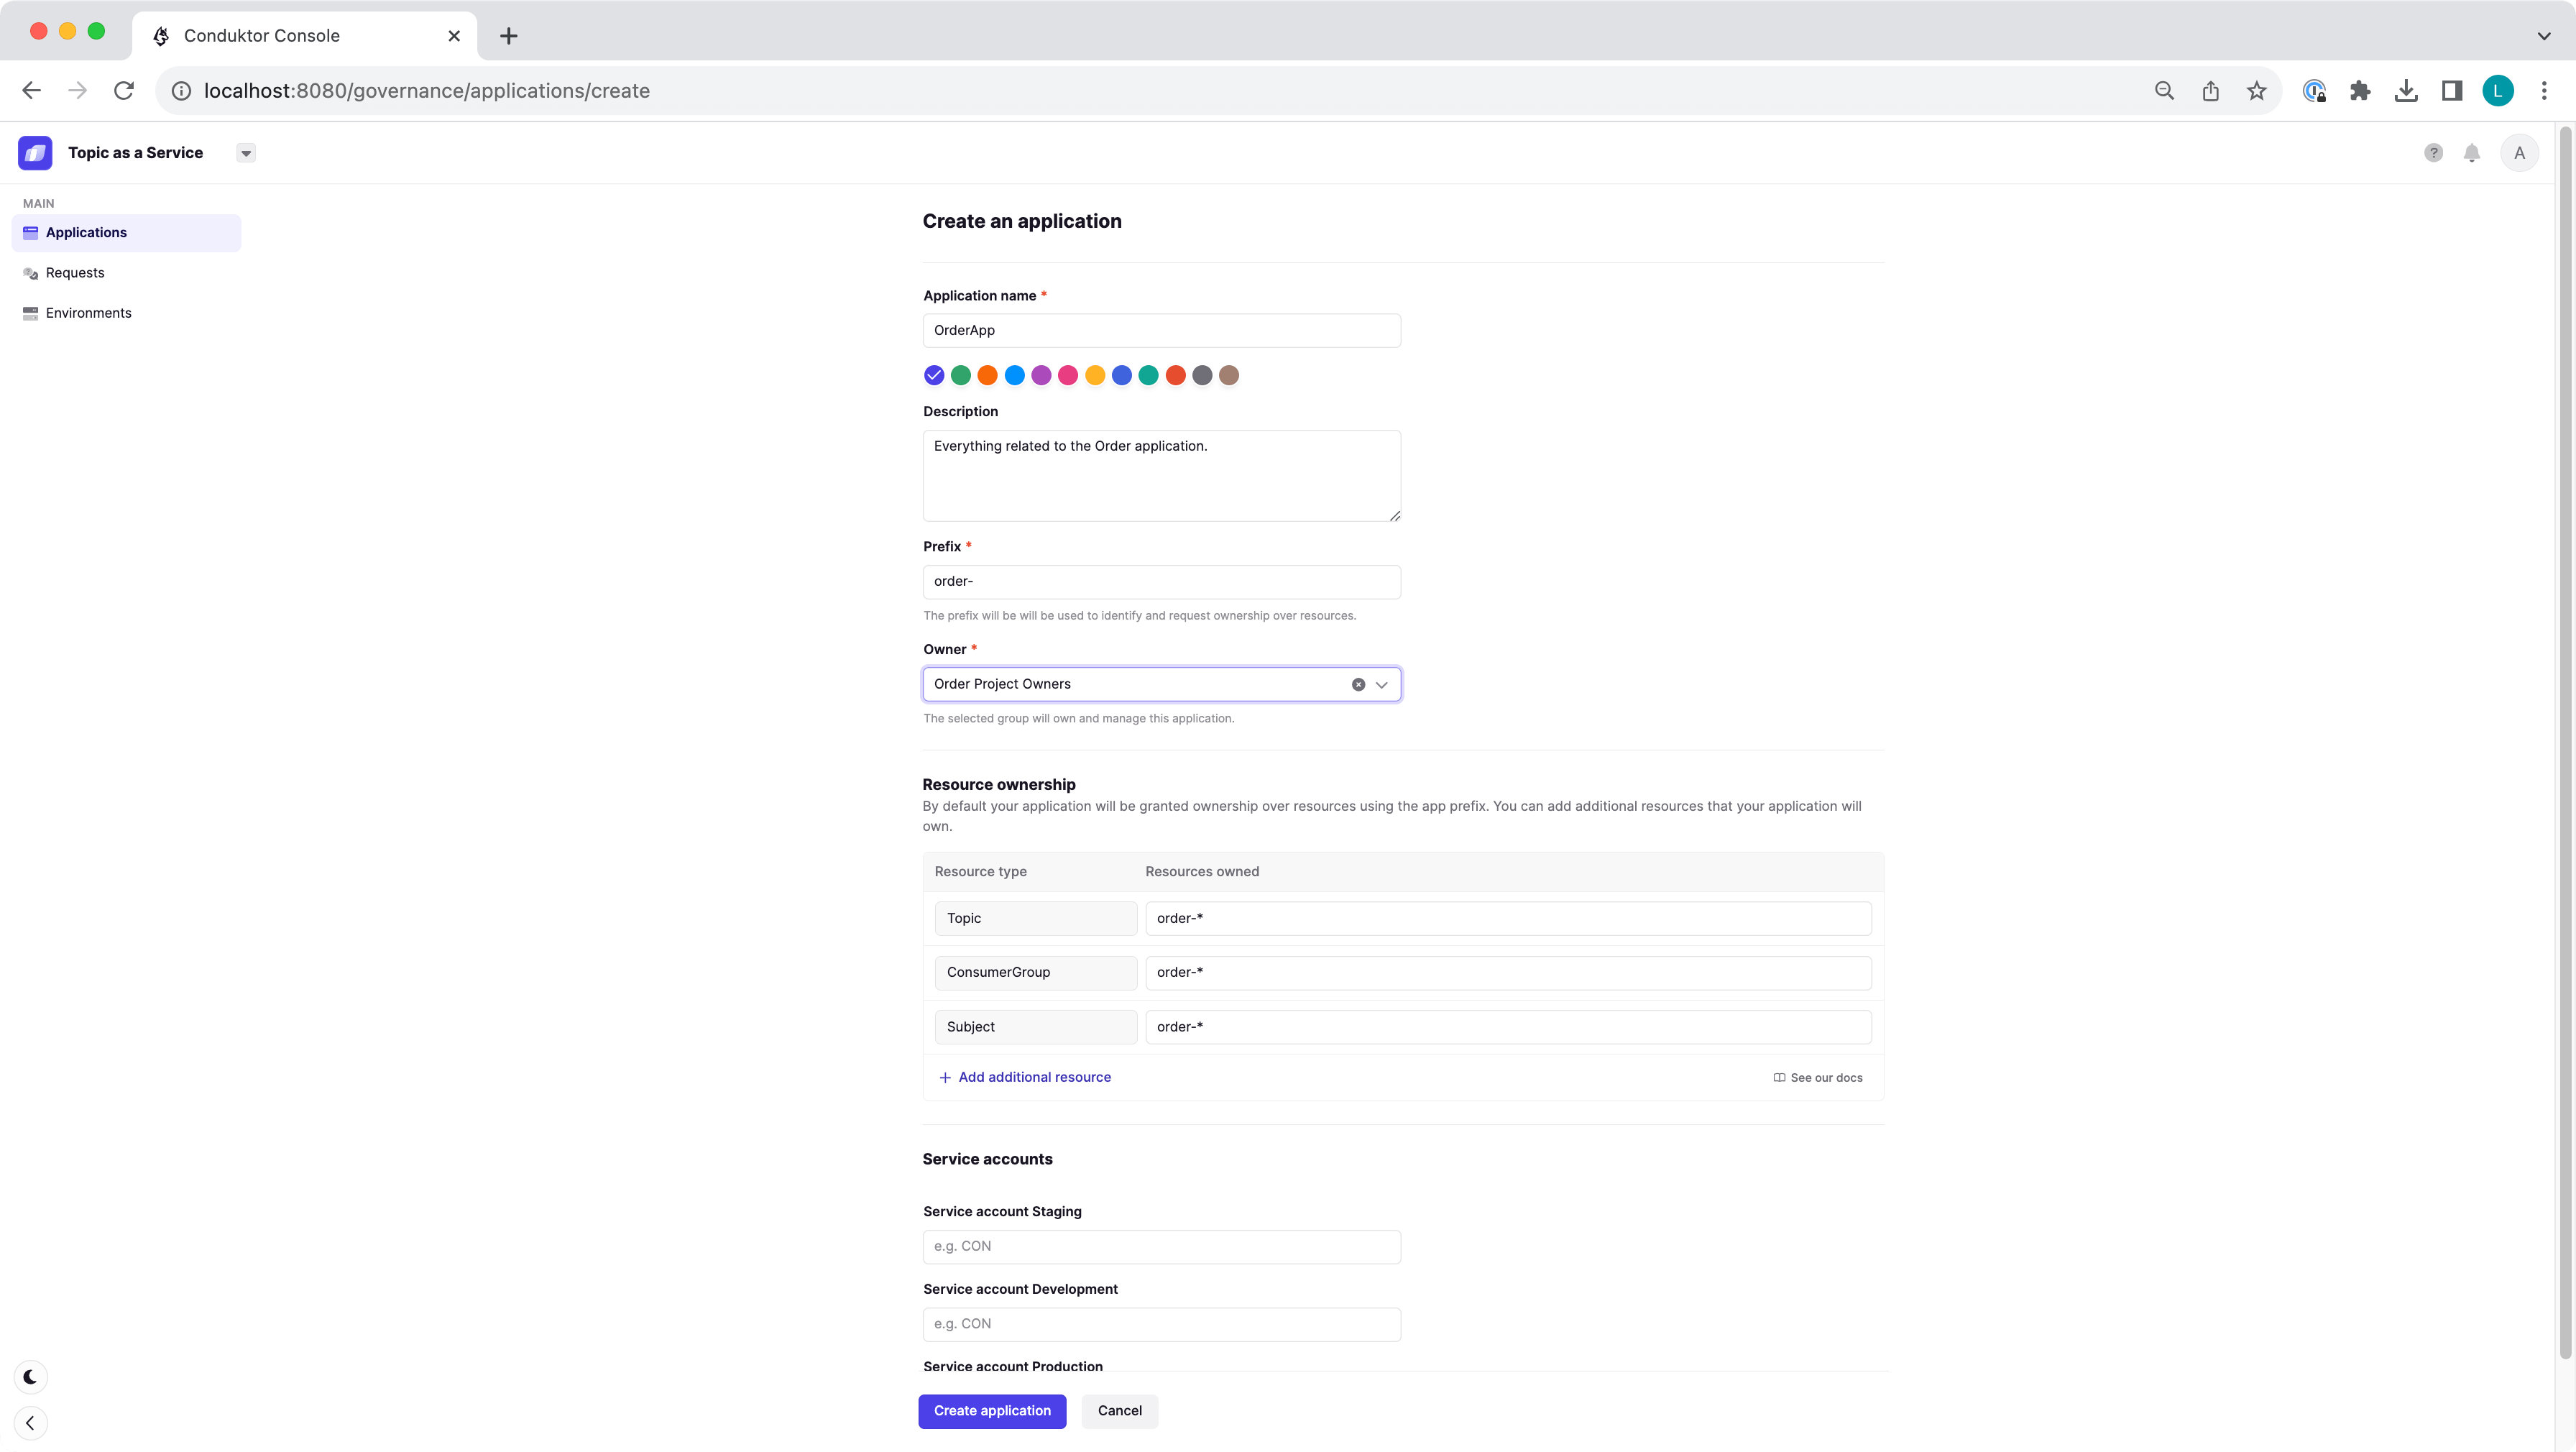 Conduktor Console
localhost:8080/governance/applications/create
L
Topic as a Service
?
A
MAIN
Applications
Requests
Environments
Create an application
Application name *
OrderApp
Description
Everything related to the Order application.
Prefix *
order-
The prefix will be will be used to identify and request ownership over resources.
Owner *
Order Project Owners
The selected group will own and manage this application.
Resource ownership
By default your application will be granted ownership over resources using the app prefix. You can add additional resources that your application will
own.
Resource type Resources owned
Topic order-*
ConsumerGroup order-*
Subject order-*
+ Add additional resource See our docs
Service accounts
Service account Staging
e.g. CON
Service account Development
e.g. CON
Service account Production
Create application Cancel